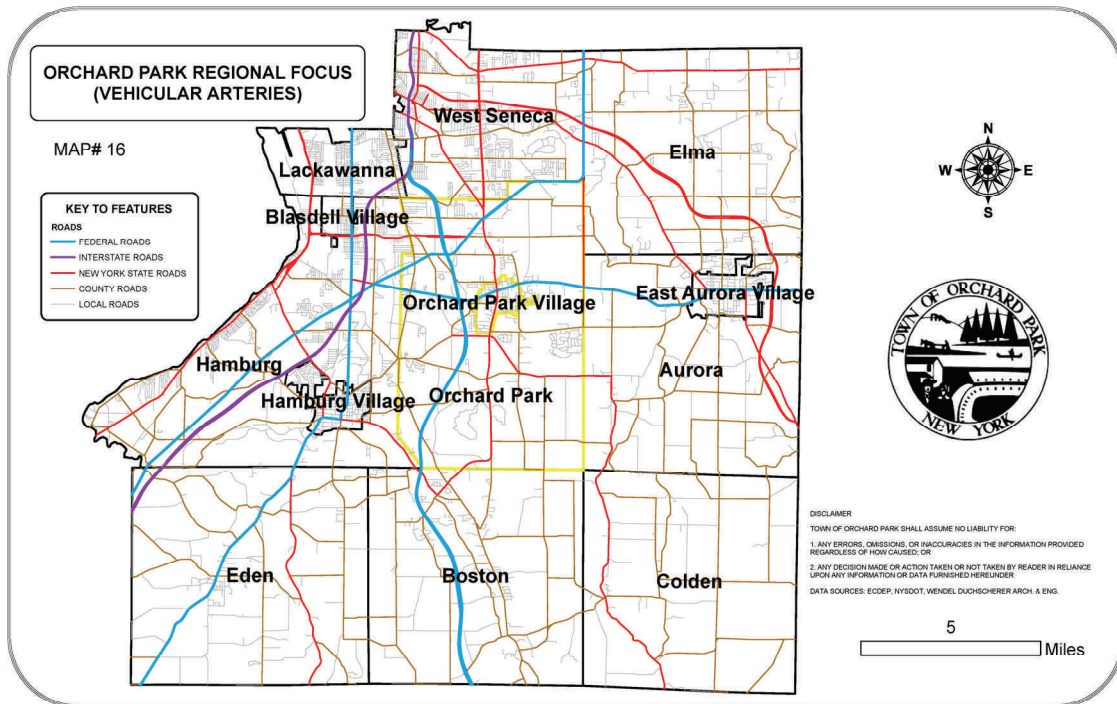 ORCHARD PARK REGIONAL FOCUS
(VEHICULAR ARTERIES)
MAP# 16
KEY TO FEATURES
ROADS
FEDERAL ROADS
INTERSTATE ROADS
NEW YORK STATE ROADS
COUNTY ROADS
LOCAL ROADS
West Seneca
Elma
Lackawanna
Blasdell Village
Orchard Park Village
East Aurora Village
Hamburg
Aurora
Hamburg Village
Orchard Park
Eden
Boston
Colden
N
W
E
S
TOWN OF ORCHARD PARK
NEW YORK
DISCLAIMER
TOWN OF ORCHARD PARK SHALL ASSUME NO LIABILITY FOR:
1. ANY ERRORS, OMISSIONS, OR INACCURACIES IN THE INFORMATION PROVIDED
REGARDLESS OF HOW CAUSED; OR
2. ANY DECISION MADE OR ACTION TAKEN OR NOT TAKEN BY READER IN RELIANCE
UPON ANY INFORMATION OR DATA FURNISHED HEREUNDER
DATA SOURCES: ECDEP, NYSDOT, WENDEL DUCHSCHERER ARCH. & ENG.
5
Miles